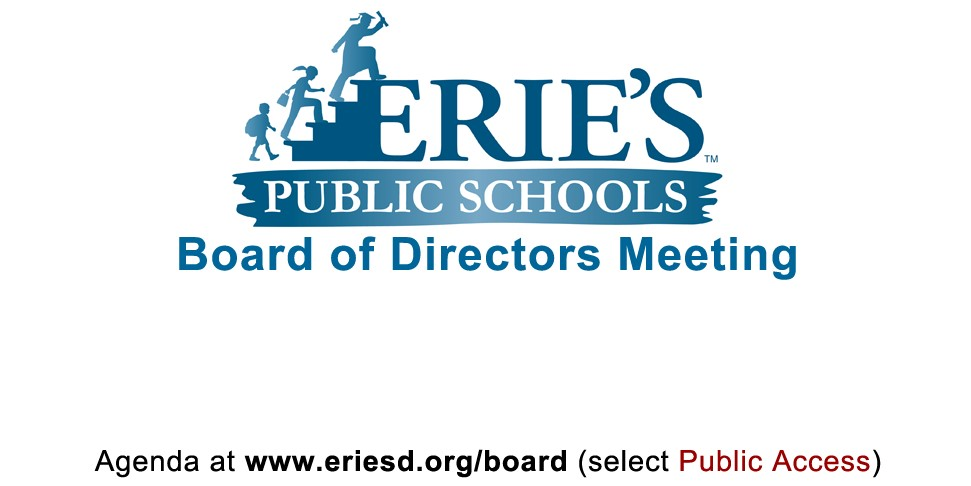 ERIE'S™
PUBLIC SCHOOLS
Board of Directors Meeting
Agenda at www.eriesd.org/board (select Public Access)